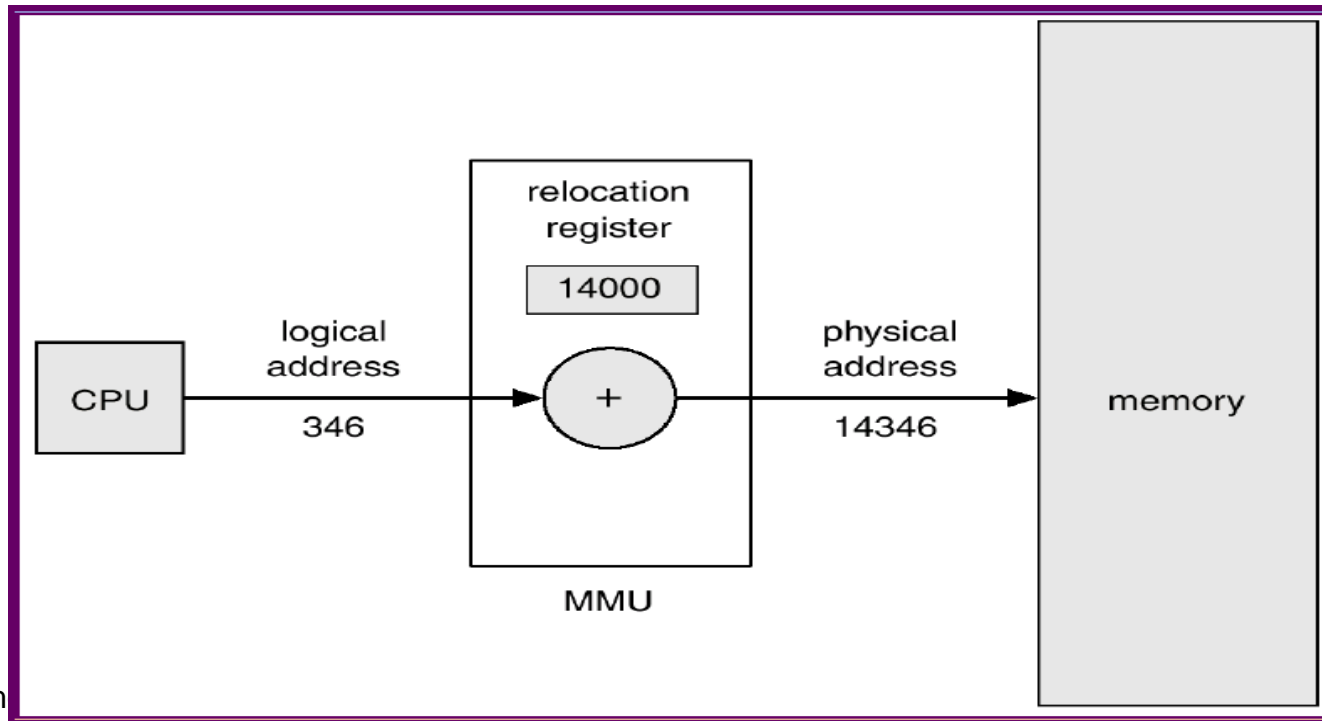 relocation
register
14000
logical
address
346
CPU
+
physical
address
14346
memory
MMU